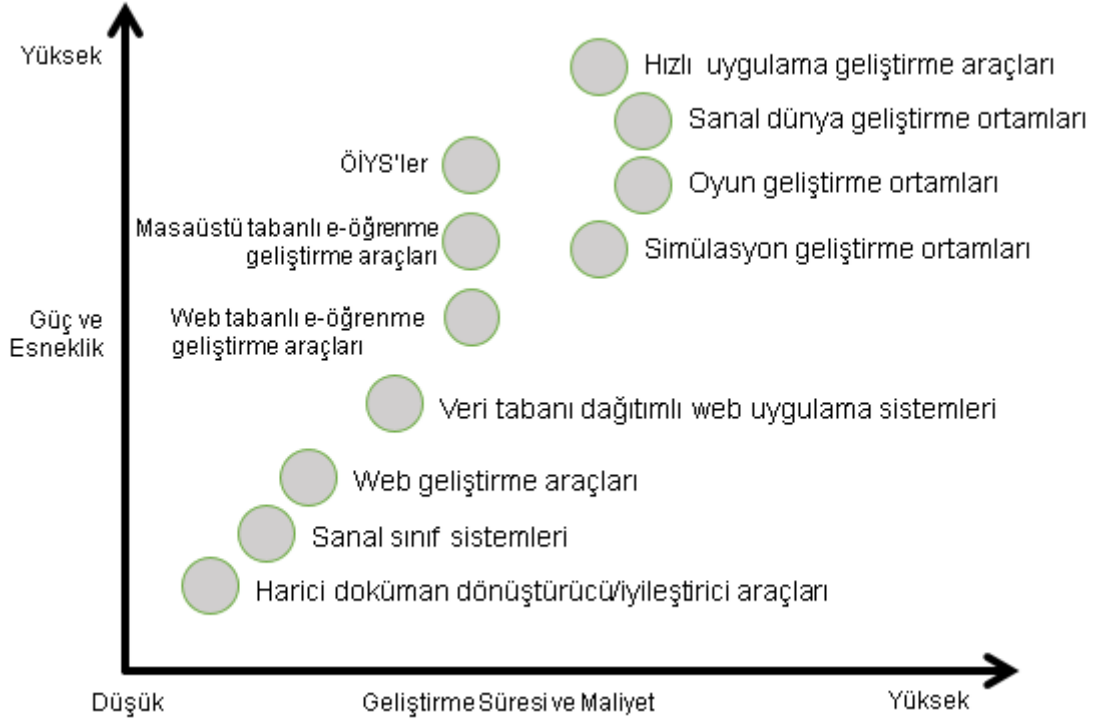 Yüksek
Hızlı uygulama geliştirme araçları
Sanal dünya geliştirme ortamları
ÖİYS'ler
Oyun geliştirme ortamları
Masaüstü tabanlı e-öğrenme
geliştirme araçları
Simülasyon geliştirme ortamları
Güç ve
Esneklik
Web tabanlı e-öğrenme
geliştirme araçları
Veri tabanı dağıtımlı web uygulama sistemleri
Web geliştirme araçları
Sanal sınıf sistemleri
Harici doküman dönüştürücü/iyileştirici araçları
Düşük
Geliştirme Süresi ve Maliyet
Yüksek